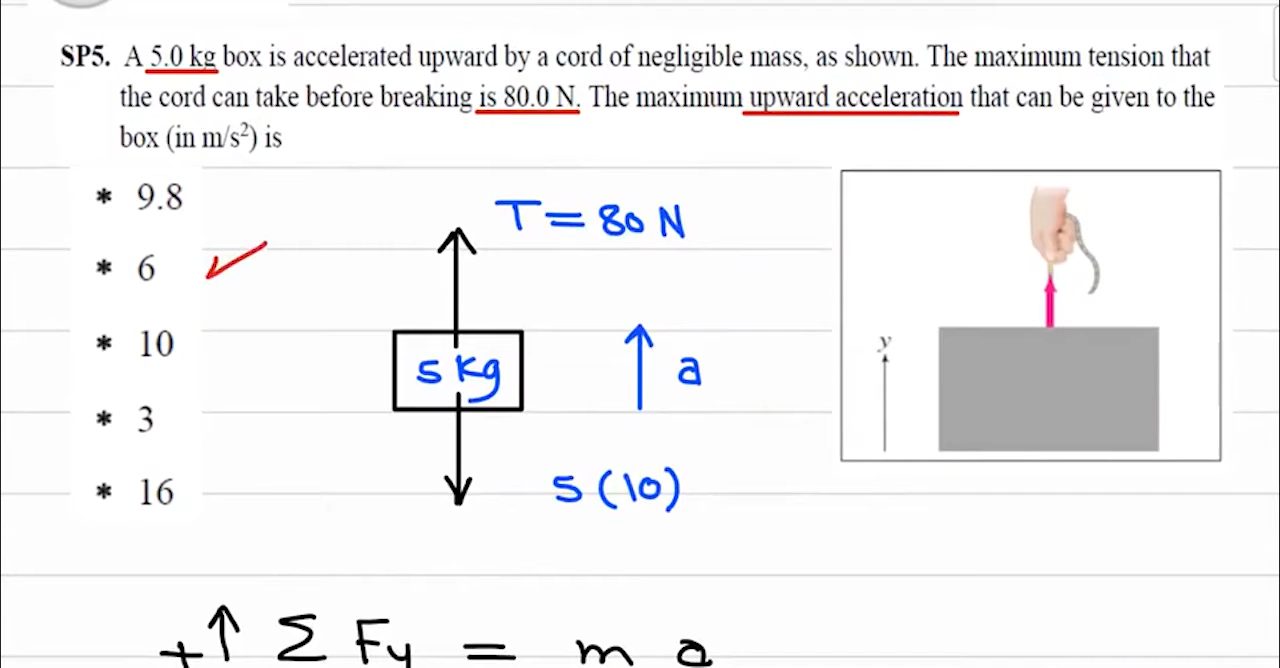 SP5. A 5.0 kg box is accelerated upward by a cord of negligible mass, as shown. The maximum tension that
the cord can take before breaking is 80.0 N. The maximum upward acceleration that can be given to the
box (in m/s²) is
* 9.8
* 6
* 10
* 3
* 16
T = 80 N
5 kg
a
5 (10)
y
+↑ Σ Fy = m a